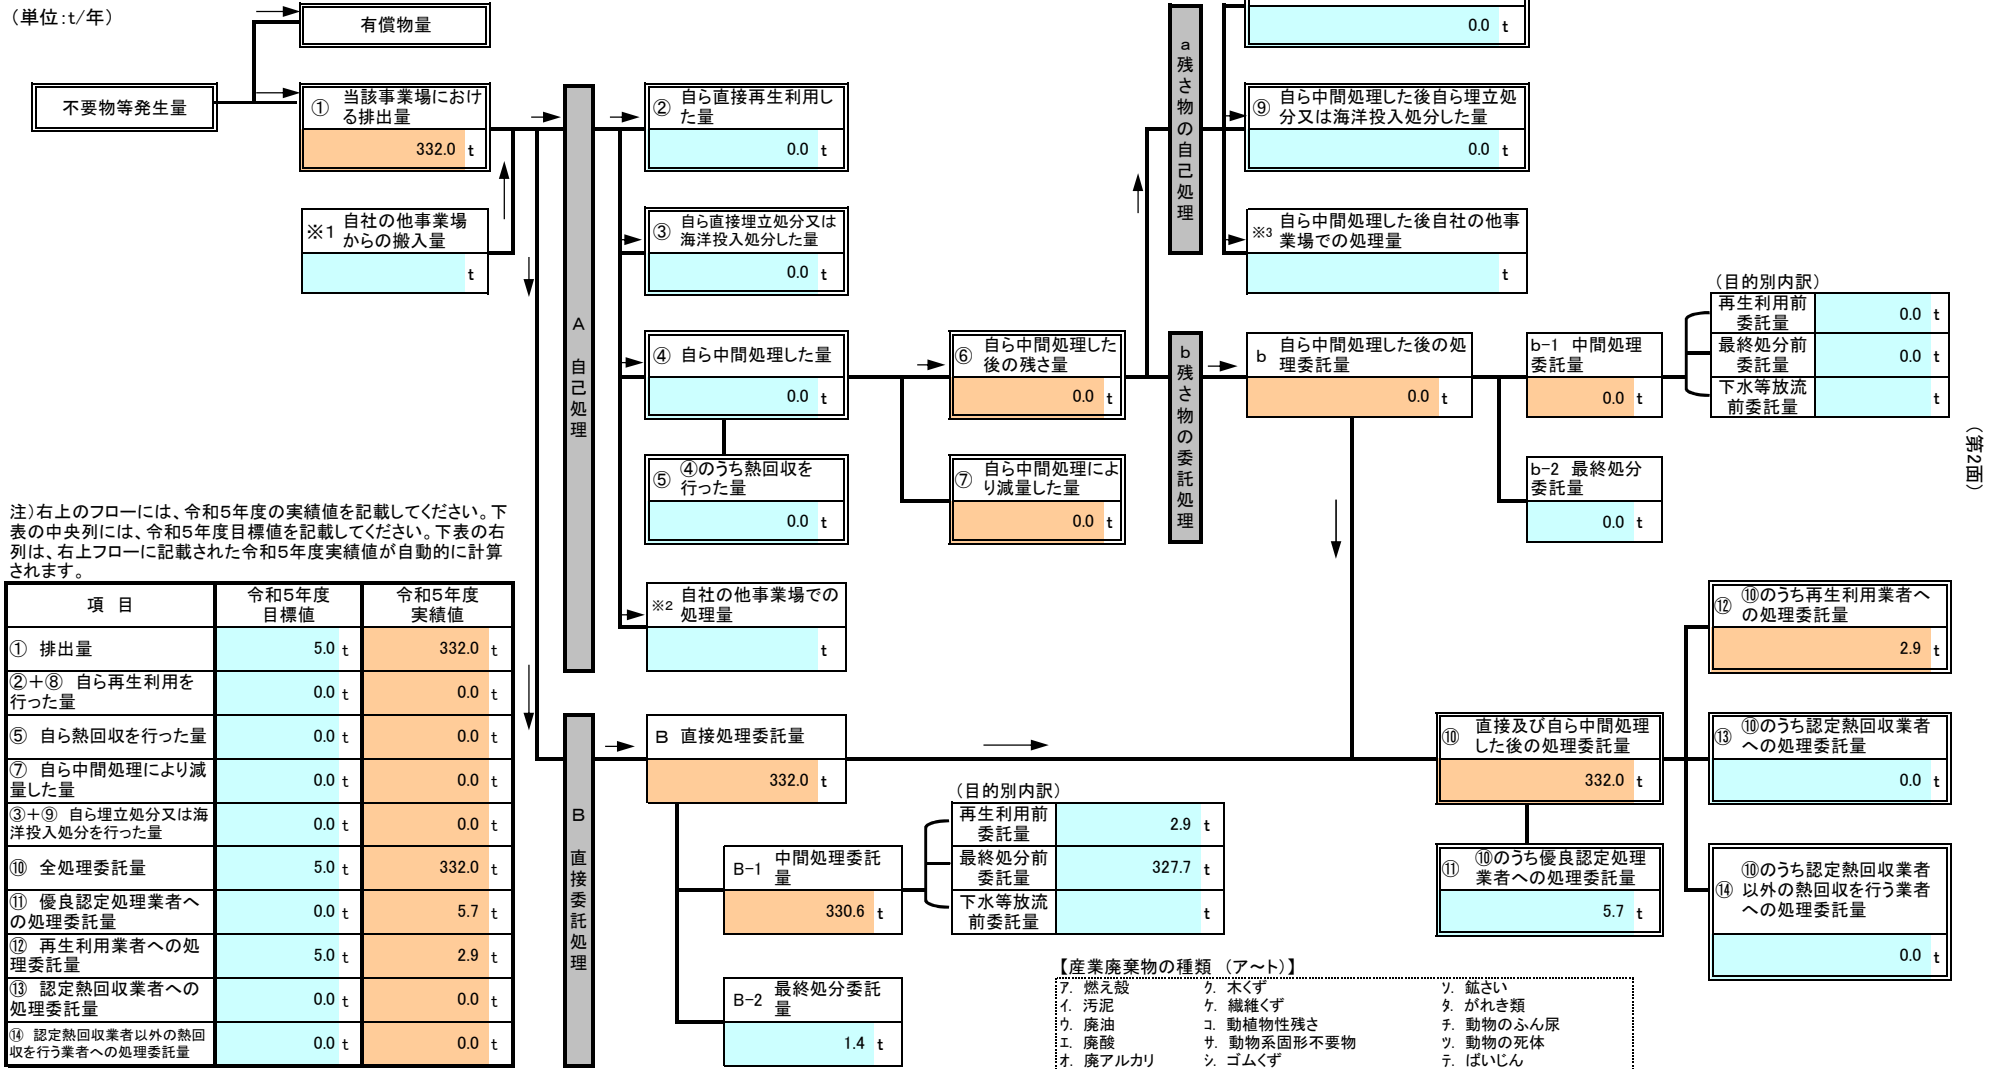 (単位:t/年)
有償物量
不要物等発生量
① 当該事業場におけ
る排出量
332.0 t
※1 自社の他事業場
からの搬入量
t
A 自己処理
② 自ら直接再生利用し
た量
0.0 t
③ 自ら直接埋立処分又は
海洋投入処分した量
0.0 t
④ 自ら中間処理した量
0.0 t
⑤ ④のうち熱回収を
行った量
0.0 t
※2 自社の他事業場での
処理量
t
⑥ 自ら中間処理した
後の残さ量
0.0 t
⑦ 自ら中間処理によ
り減量した量
0.0 t
a 残さ物の自己処理
0.0 t
⑨ 自ら中間処理した後自ら埋立処
分又は海洋投入処分した量
0.0 t
※3 自ら中間処理した後自社の他事
業場での処理量
t
b 残さ物の委託処理
b 自ら中間処理した後の処
理委託量
0.0 t
b-1 中間処理
委託量
0.0 t
b-2 最終処分
委託量
0.0 t
(目的別内訳)
再生利用前
委託量
0.0 t
最終処分前
委託量
0.0 t
下水等放流
前委託量
t
(第2面)
注)右上のフローには、令和5年度の実績値を記載してください。下
表の中央列には、令和5年度目標値を記載してください。下表の右
列は、右上フローに記載された令和5年度実績値が自動的に計算
されます。
項 目 令和5年度 令和5年度
目標値 実績値
① 排出量 5.0 t 332.0 t
②+⑧ 自ら再生利用を
行った量 0.0 t 0.0 t
⑤ 自ら熱回収を行った量 0.0 t 0.0 t
⑦ 自ら中間処理により減
量した量 0.0 t 0.0 t
③+⑨ 自ら埋立処分又は海
洋投入処分を行った量 0.0 t 0.0 t
⑩ 全処理委託量 5.0 t 332.0 t
⑪ 優良認定処理業者へ
の処理委託量 0.0 t 5.7 t
⑫ 再生利用業者への処
理委託量 5.0 t 2.9 t
⑬ 認定熱回収業者への
処理委託量 0.0 t 0.0 t
⑭ 認定熱回収業者以外の熱回
収を行う業者への処理委託量 0.0 t 0.0 t
B 直接委託処理
B 直接処理委託量
332.0 t
B-1 中間処理委託
量
330.6 t
B-2 最終処分委託
量
1.4 t
(目的別内訳)
再生利用前
委託量
2.9 t
最終処分前
委託量
327.7 t
下水等放流
前委託量
t
⑩ 直接及び自ら中間処理
した後の処理委託量
332.0 t
⑪ ⑩のうち優良認定処理
業者への処理委託量
5.7 t
⑫ ⑩のうち再生利用業者へ
の処理委託量
2.9 t
⑬ ⑩のうち認定熱回収業者
への処理委託量
0.0 t
⑭ ⑩のうち認定熱回収業者
以外の熱回収を行う業者
への処理委託量
0.0 t
【産業廃棄物の種類 (ア~ト)】
ア. 燃え殻 ク. 木くず ソ. 鉱さい
イ. 汚泥 ケ. 繊維くず タ. がれき類
ウ. 廃油 コ. 動植物性残さ チ. 動物のふん尿
エ. 廃酸 サ. 動物系固形不要物 ツ. 動物の死体
オ. 廃アルカリ シ. ゴムくず テ. ばいじん